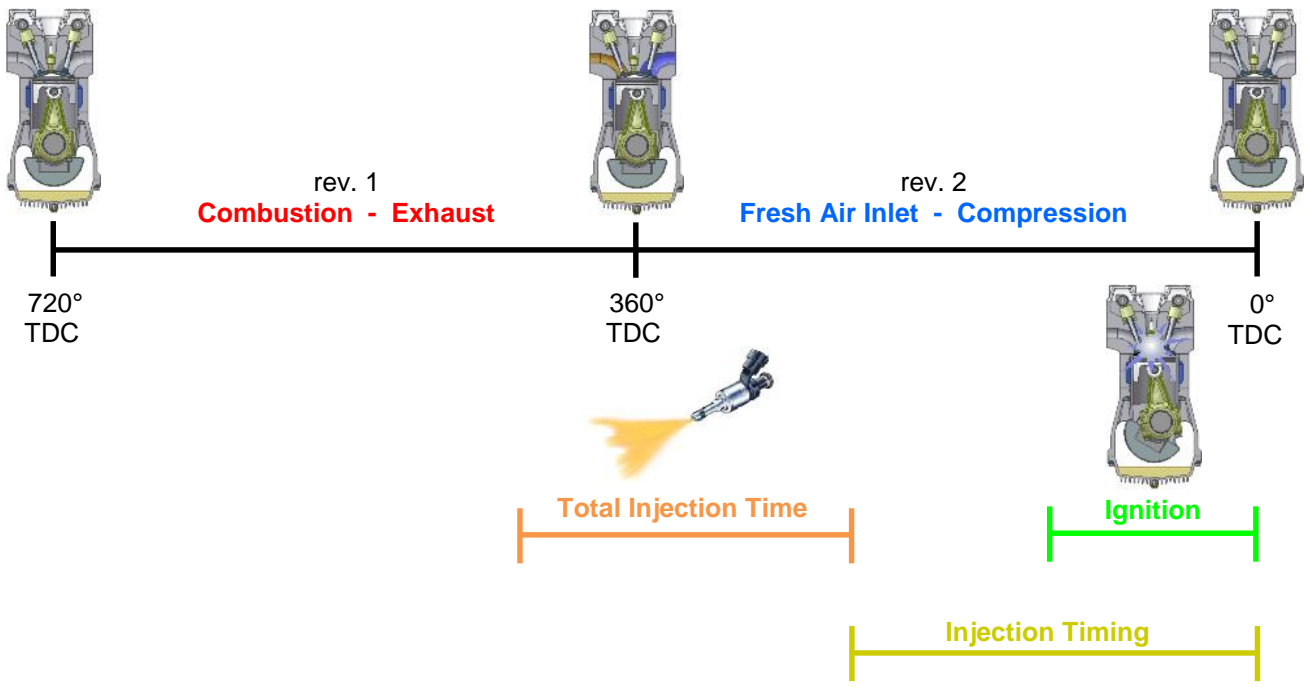 rev. 1
Combustion - Exhaust
rev. 2
Fresh Air Inlet - Compression
720°
TDC
360°
TDC
0°
TDC
Total Injection Time
Ignition
Injection Timing